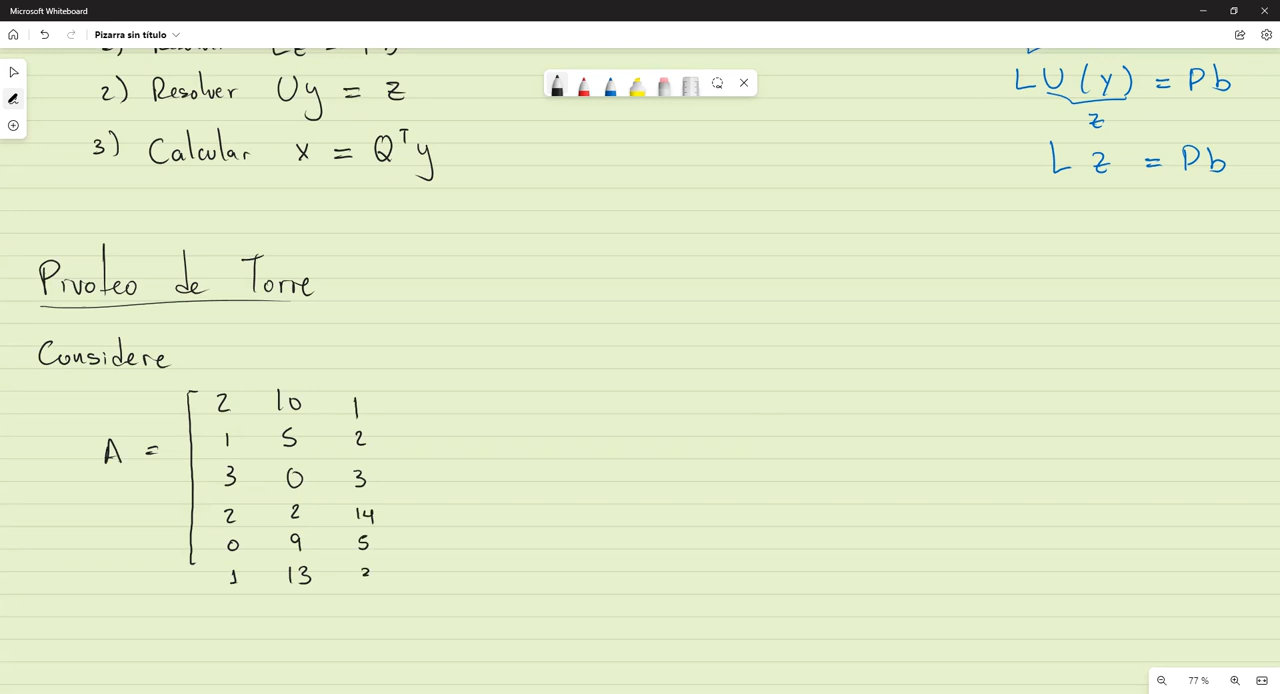 Microsoft Whiteboard
Pizarra sin título
2) Resolver Uy = z
3) Calcular x = Qᵀy
LU(y) = Pb
z
Lz = Pb
Pivoteo de Torre
Considere
A =
2 10 1
1 5 2
3 0 3
2 2 14
0 9 5
1 13 2
77 %